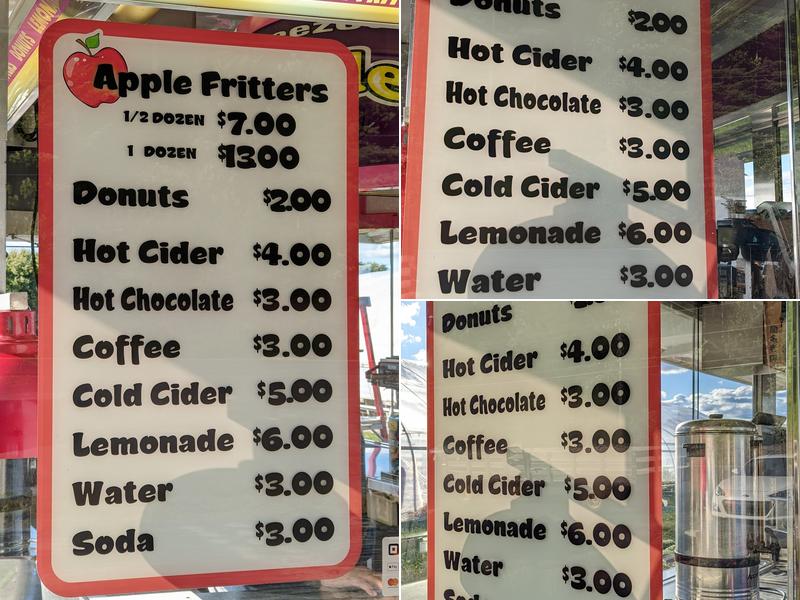 Apple Fritters
1/2 DOZEN $7.00
1 DOZEN $1300
Donuts $2.00
Hot Cider $4.00
Hot Chocolate $3.00
Coffee $3.00
Cold Cider $5.00
Lemonade $6.00
Water $3.00
Soda $3.00
Donuts $2.00
Hot Cider $4.00
Hot Chocolate $3.00
Coffee $3.00
Cold Cider $5.00
Lemonade $6.00
Water $3.00
Donuts
Hot Cider $4.00
Hot Chocolate $3.00
Coffee $3.00
Cold Cider $5.00
Lemonade $6.00
Water $3.00